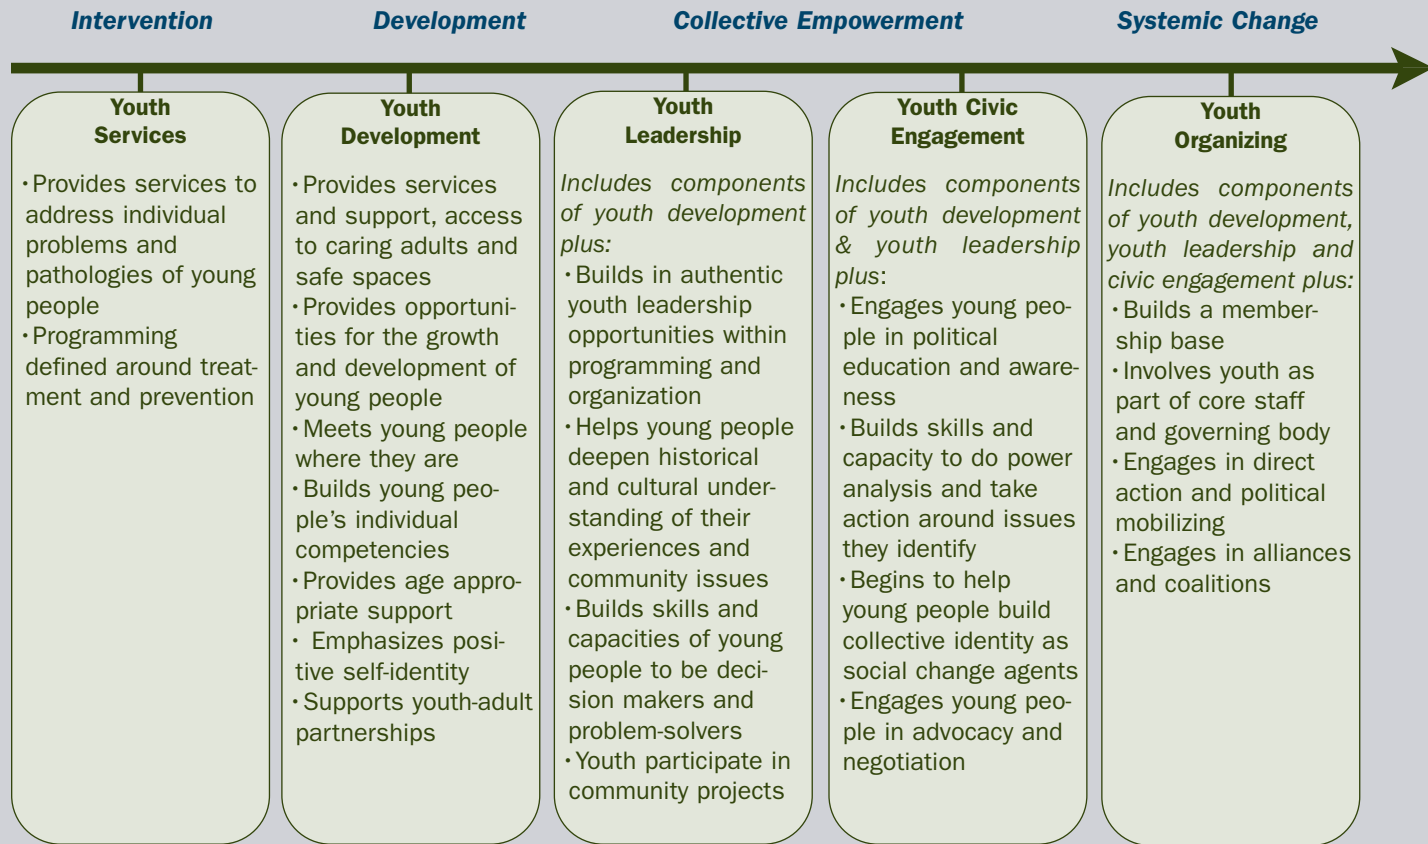 Intervention
Development
Collective Empowerment
Systemic Change
Youth
Services
·Provides services to
address individual
problems and
pathologies of young
people
·Programming
defined around treat-
ment and prevention
Youth
Development
·Provides services
and support, access
to caring adults and
safe spaces
·Provides opportuni-
ties for the growth
and development of
young people
·Meets young people
where they are
·Builds young peo-
ple’s individual
competencies
·Provides age appro-
priate support
· Emphasizes posi-
tive self-identity
·Supports youth-adult
partnerships
Youth
Leadership
Includes components
of youth development
plus:
·Builds in authentic
youth leadership
opportunities within
programming and
organization
·Helps young people
deepen historical
and cultural under-
standing of their
experiences and
community issues
·Builds skills and
capacities of young
people to be deci-
sion makers and
problem-solvers
·Youth participate in
community projects
Youth Civic
Engagement
Includes components
of youth development
& youth leadership
plus:
·Engages young peo-
ple in political
education and aware-
ness
·Builds skills and
capacity to do power
analysis and take
action around issues
they identify
·Begins to help
young people build
collective identity as
social change agents
·Engages young peo-
ple in advocacy and
negotiation
Youth
Organizing
Includes components
of youth development,
youth leadership and
civic engagement plus:
·Builds a member-
ship base
·Involves youth as
part of core staff
and governing body
·Engages in direct
action and political
mobilizing
·Engages in alliances
and coalitions